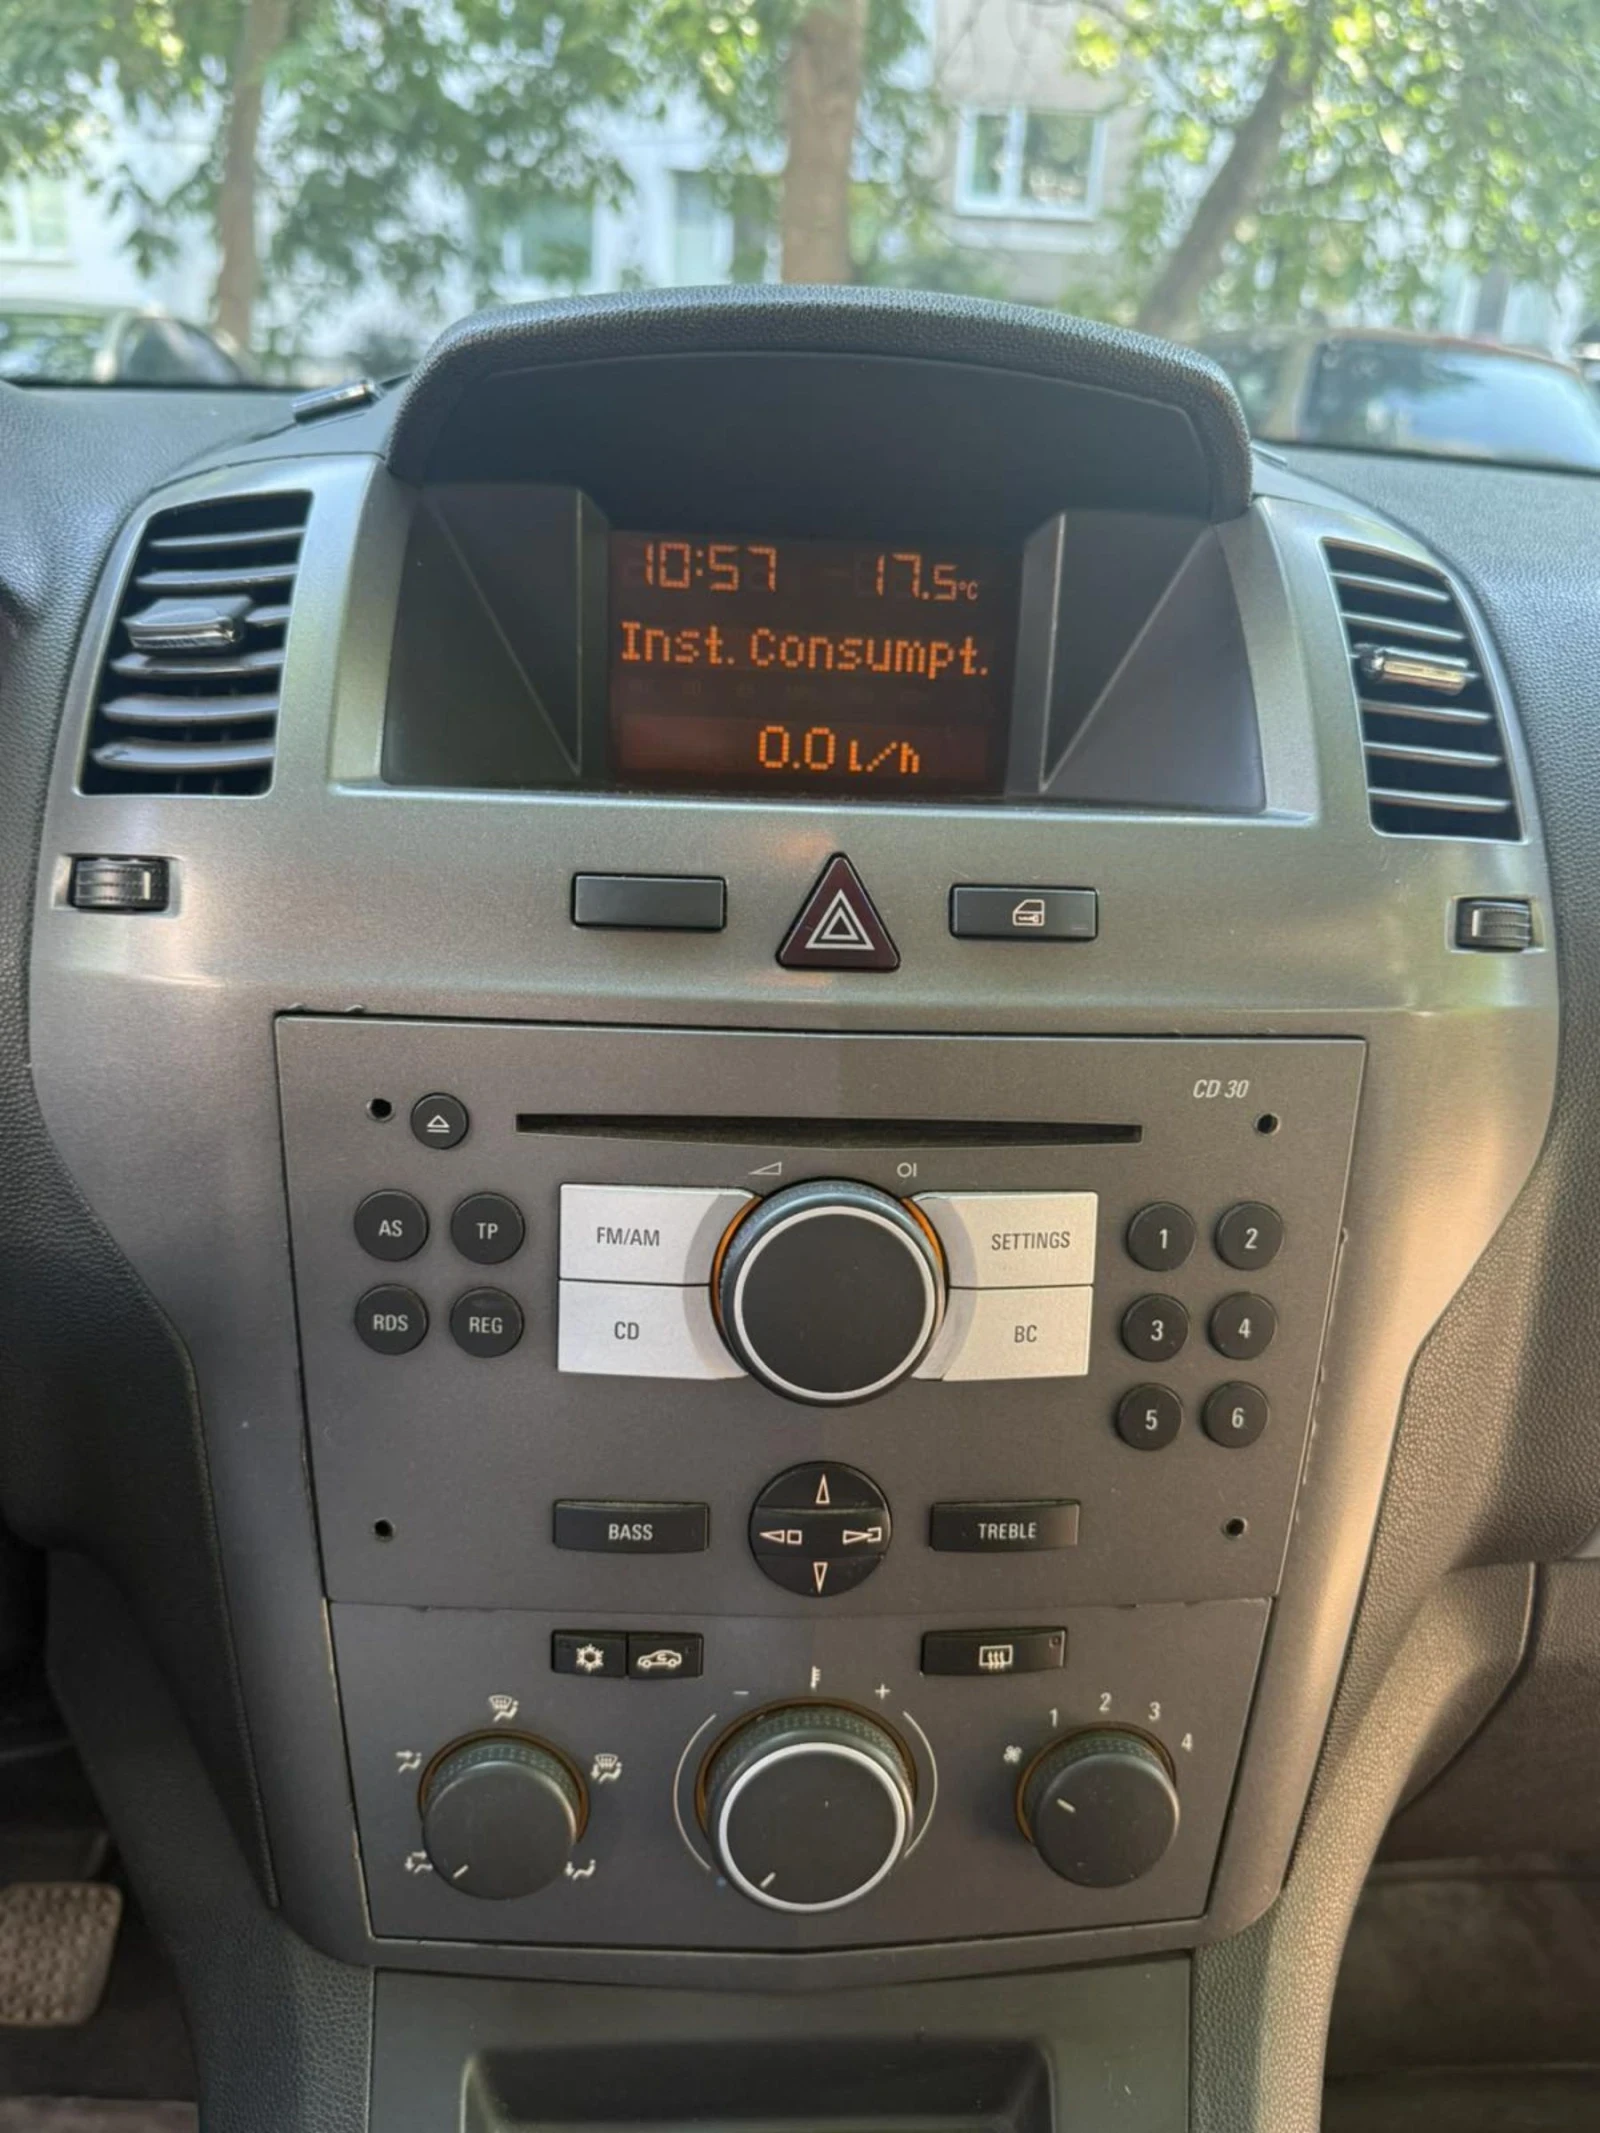 10:57 17.5°C
Inst. Consumpt.
0.0 l/h
CD 30
AS TP FM/AM SETTINGS 1 2
RDS REG CD BC 3 4
5 6
BASS TREBLE
- +
1 2 3 4